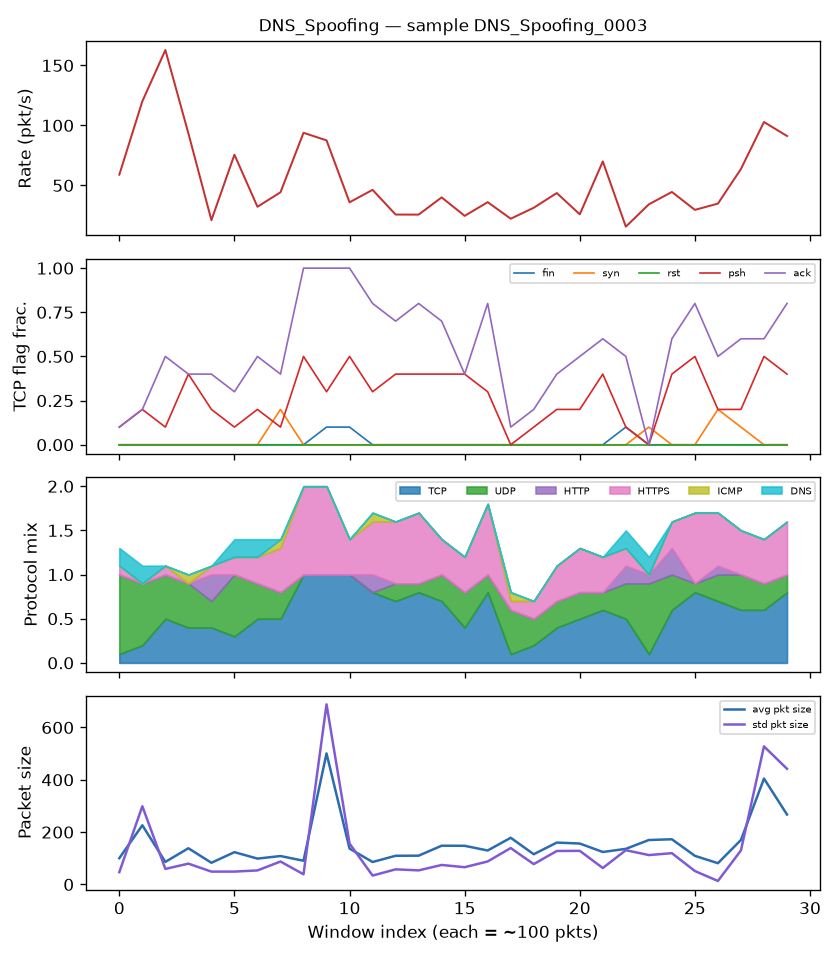 DNS_Spoofing — sample DNS_Spoofing_0003
Rate (pkt/s)
150
100
50
TCP flag frac.
1.00
0.75
0.50
0.25
0.00
fin syn rst psh ack
Protocol mix
2.0
1.5
1.0
0.5
0.0
TCP UDP HTTP HTTPS ICMP DNS
Packet size
600
400
200
0
avg pkt size
std pkt size
0 5 10 15 20 25 30
Window index (each = ~100 pkts)